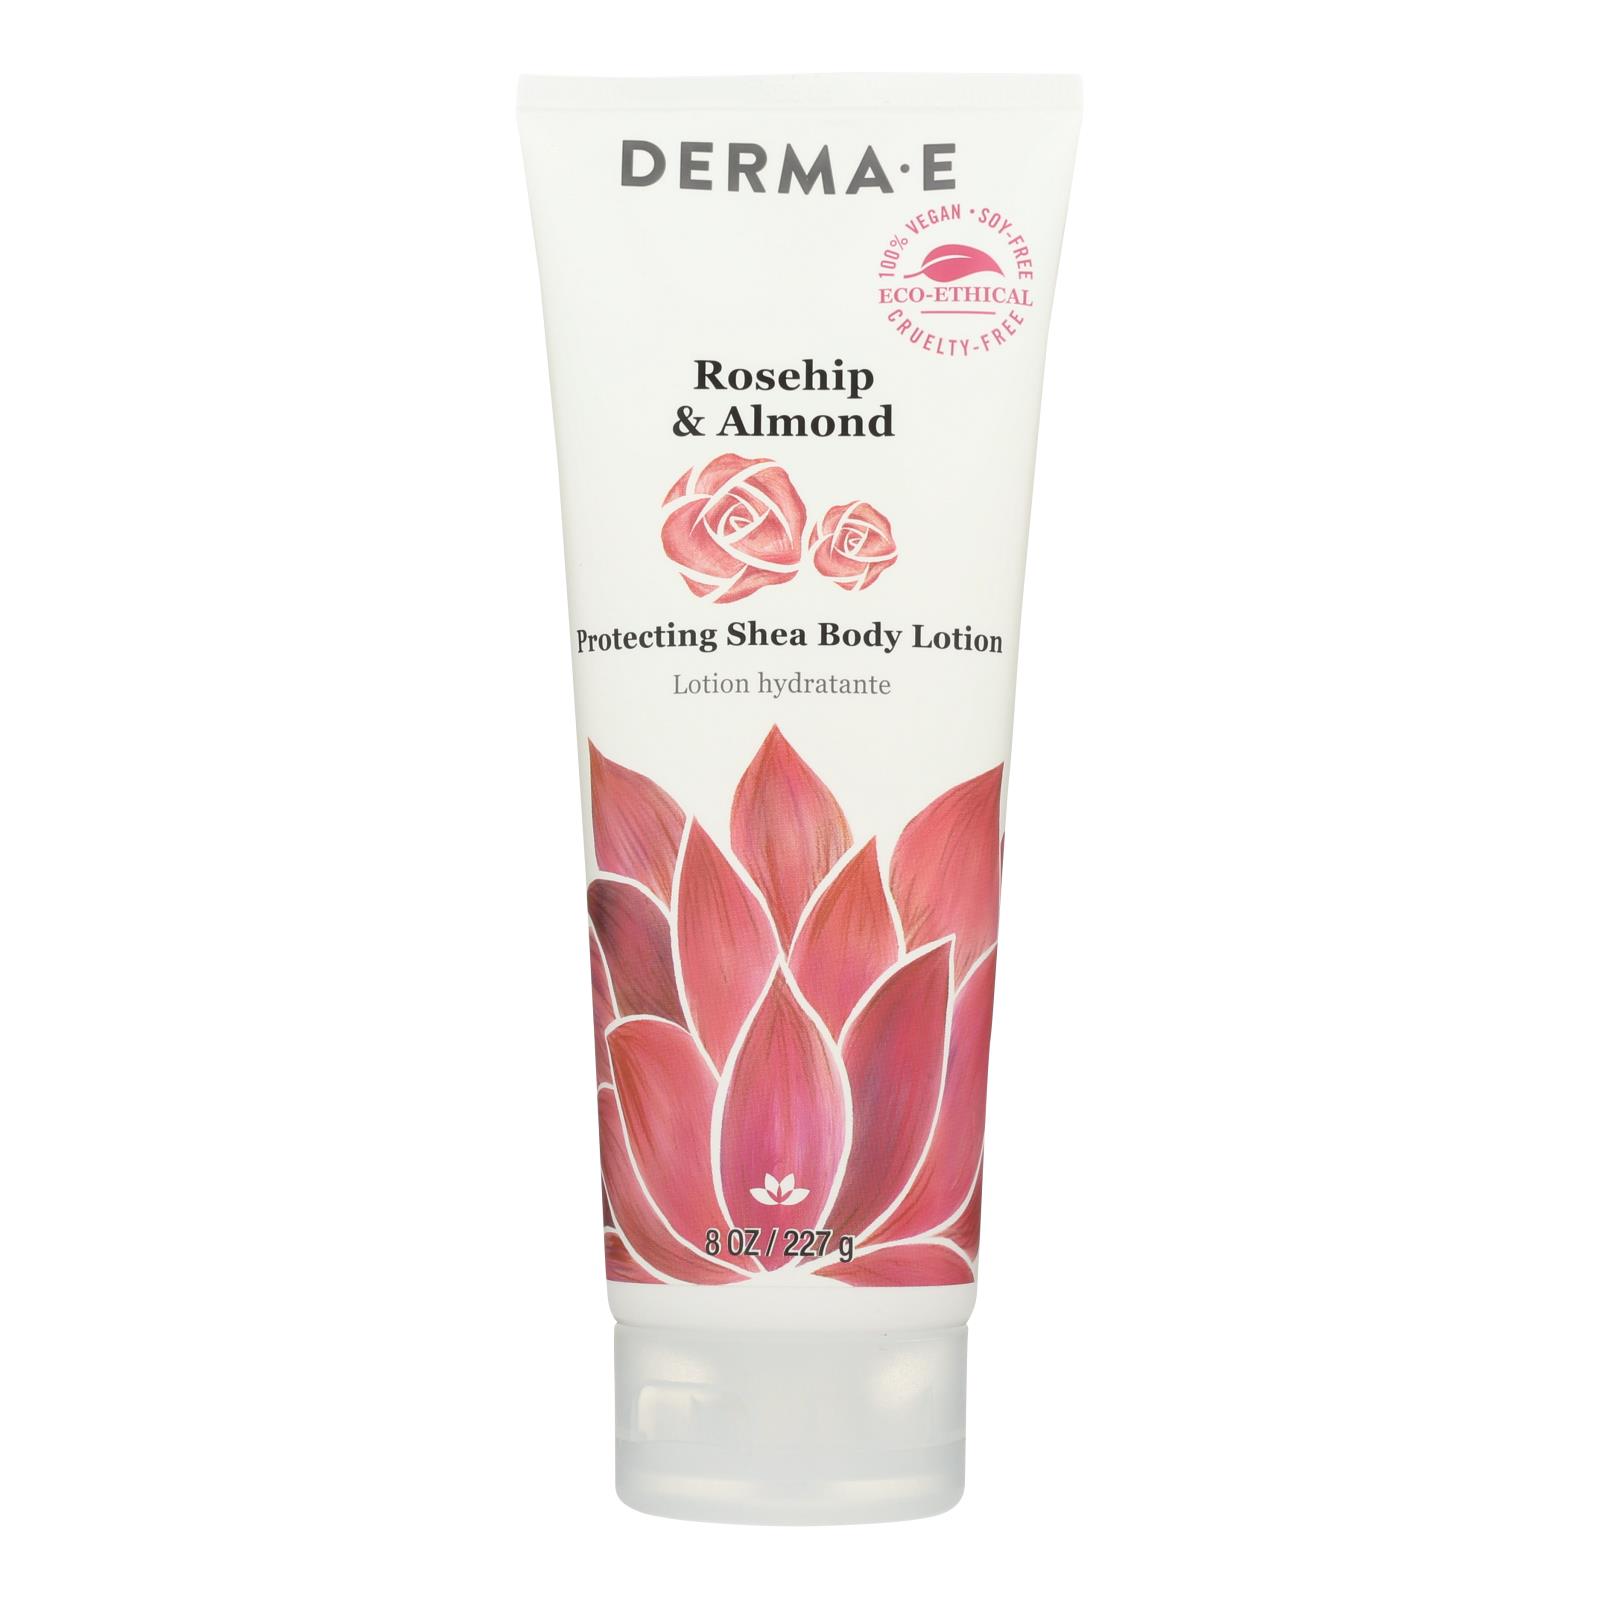 DERMA·E
100% VEGAN · SOY-FREE
ECO-ETHICAL
CRUELTY-FREE
Rosehip
& Almond
Protecting Shea Body Lotion
Lotion hydratante
8 OZ / 227 g